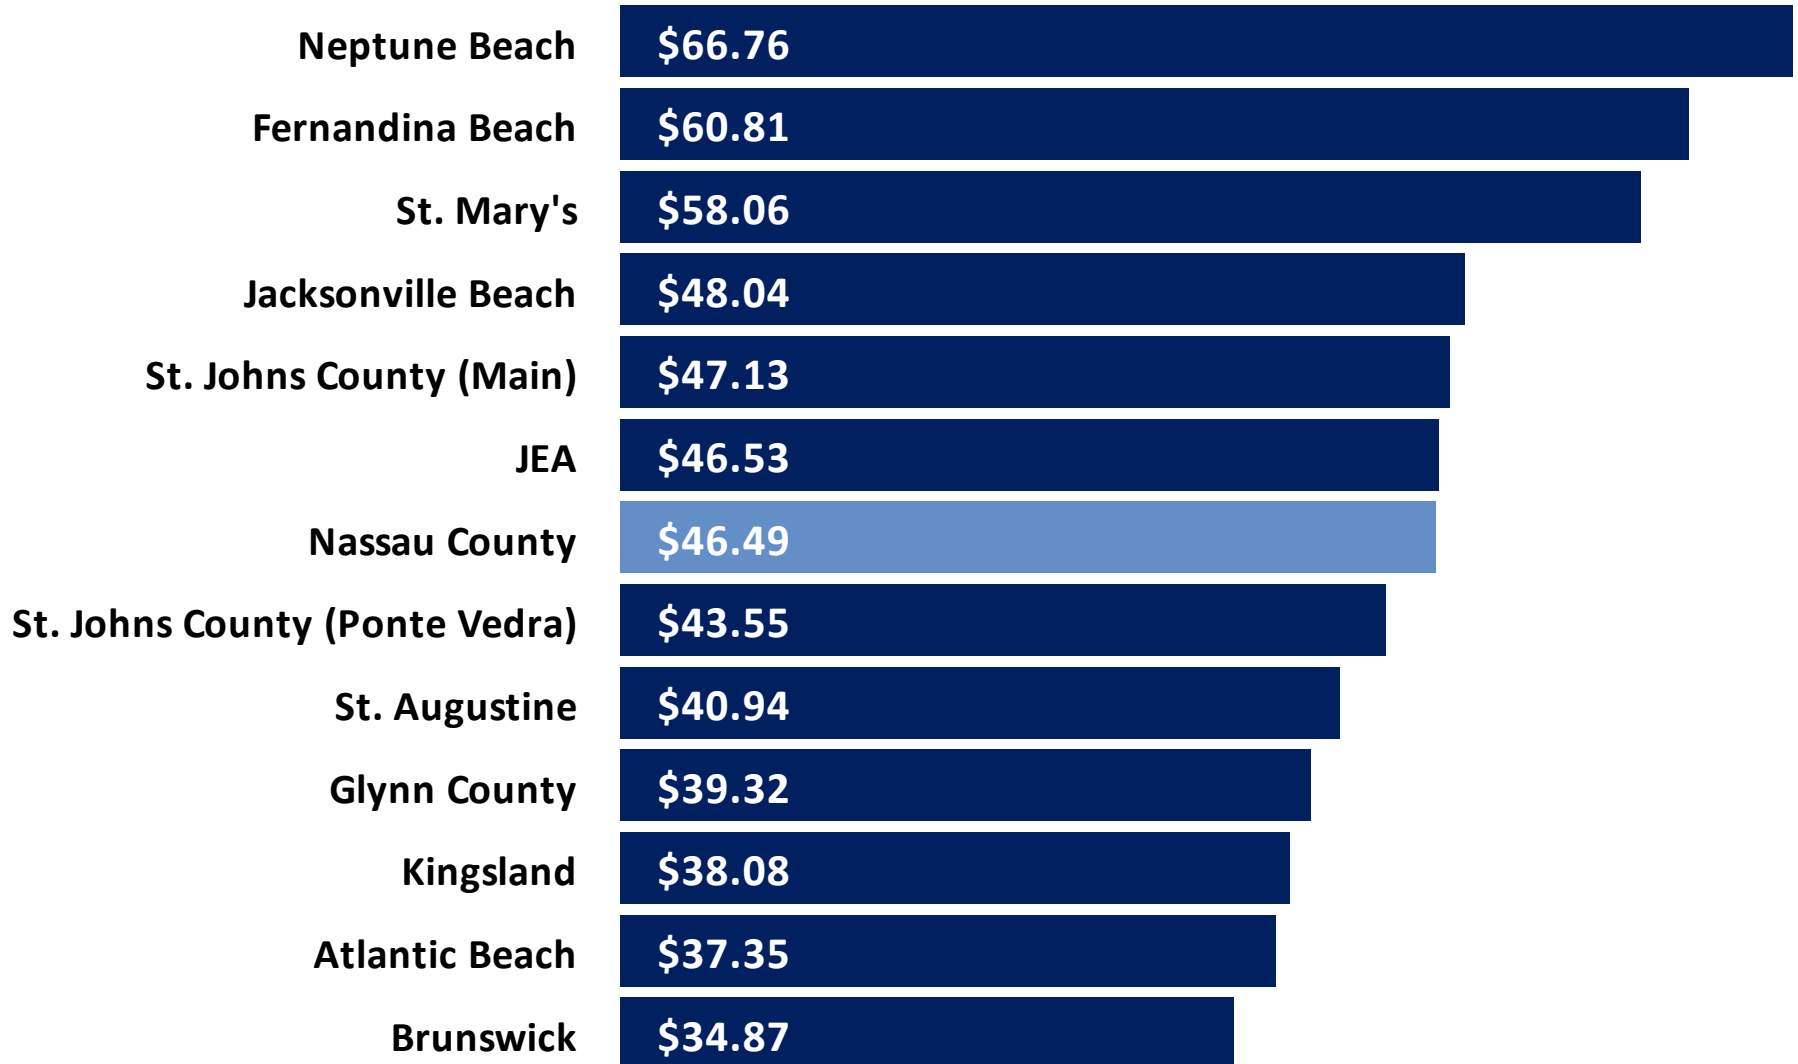 Neptune Beach $66.76
Fernandina Beach $60.81
St. Mary's $58.06
Jacksonville Beach $48.04
St. Johns County (Main) $47.13
JEA $46.53
Nassau County $46.49
St. Johns County (Ponte Vedra) $43.55
St. Augustine $40.94
Glynn County $39.32
Kingsland $38.08
Atlantic Beach $37.35
Brunswick $34.87